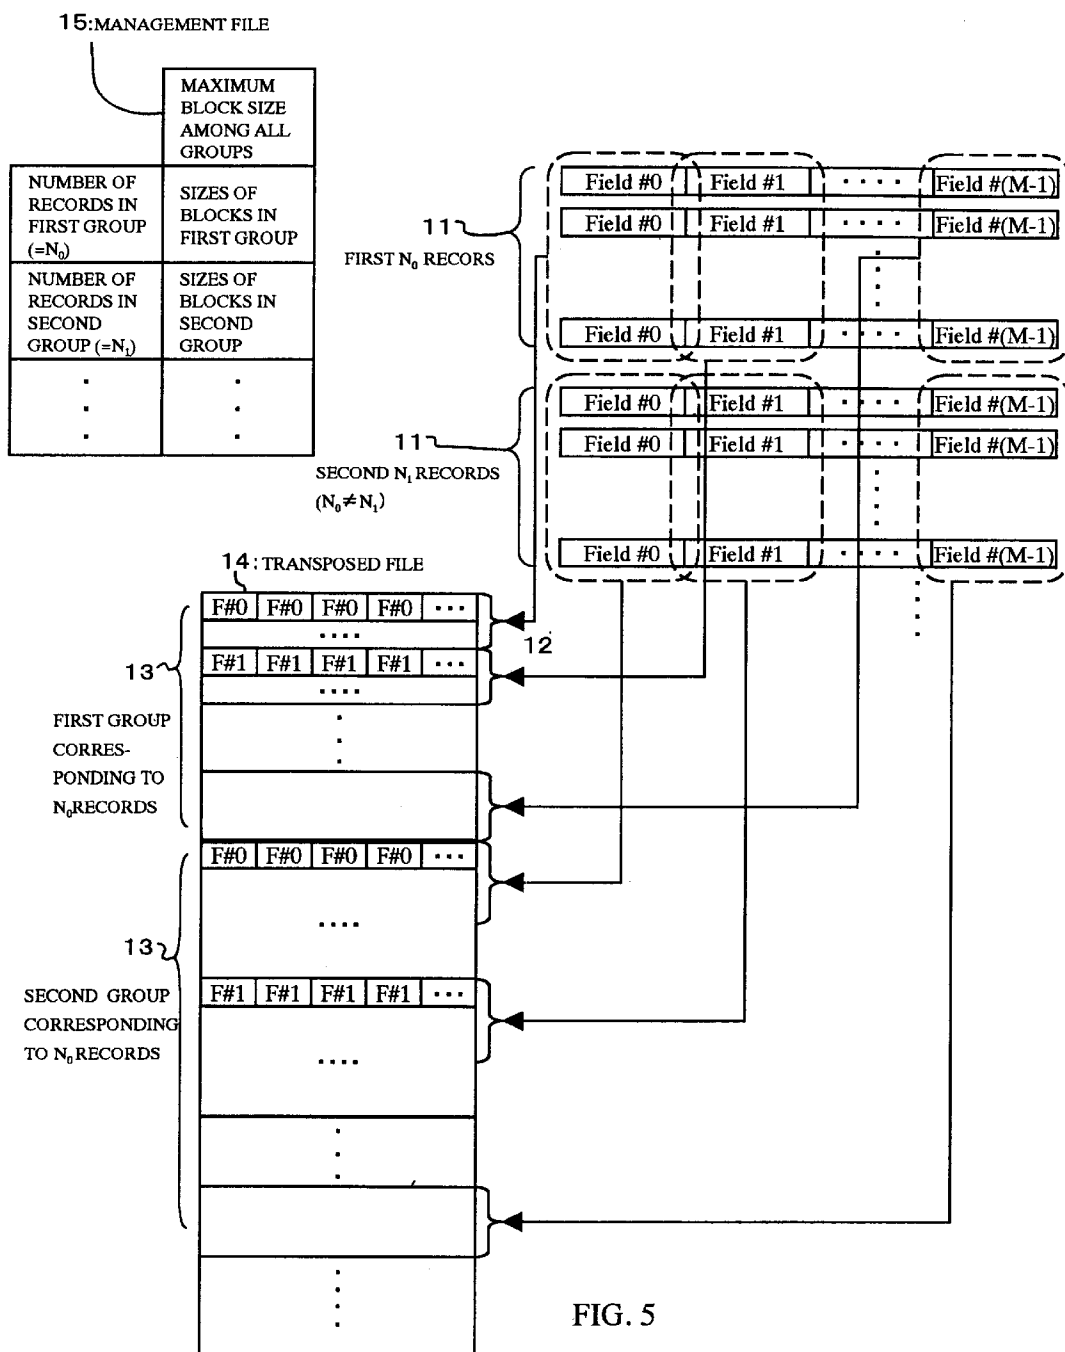 15:MANAGEMENT FILE
MAXIMUM
BLOCK SIZE
AMONG ALL
GROUPS
NUMBER OF
RECORDS IN
FIRST GROUP
(=N₀)
SIZES OF
BLOCKS IN
FIRST GROUP
NUMBER OF
RECORDS IN
SECOND
GROUP (=N₁)
SIZES OF
BLOCKS IN
SECOND
GROUP
11
FIRST N₀ RECORS
Field #0 Field #1 ···· Field #(M-1)
Field #0 Field #1 ···· Field #(M-1)
Field #0 Field #1 ···· Field #(M-1)
11
SECOND N₁ RECORDS
(N₀≠N₁)
Field #0 Field #1 ···· Field #(M-1)
Field #0 Field #1 ···· Field #(M-1)
Field #0 Field #1 ···· Field #(M-1)
14: TRANSPOSED FILE
F#0 F#0 F#0 F#0 ···
····
12
F#1 F#1 F#1 F#1 ···
····
13
FIRST GROUP
CORRES-
PONDING TO
N₀RECORDS
F#0 F#0 F#0 F#0 ···
····
13
SECOND GROUP
CORRESPONDING
TO N₀ RECORDS
F#1 F#1 F#1 F#1 ···
····
FIG. 5